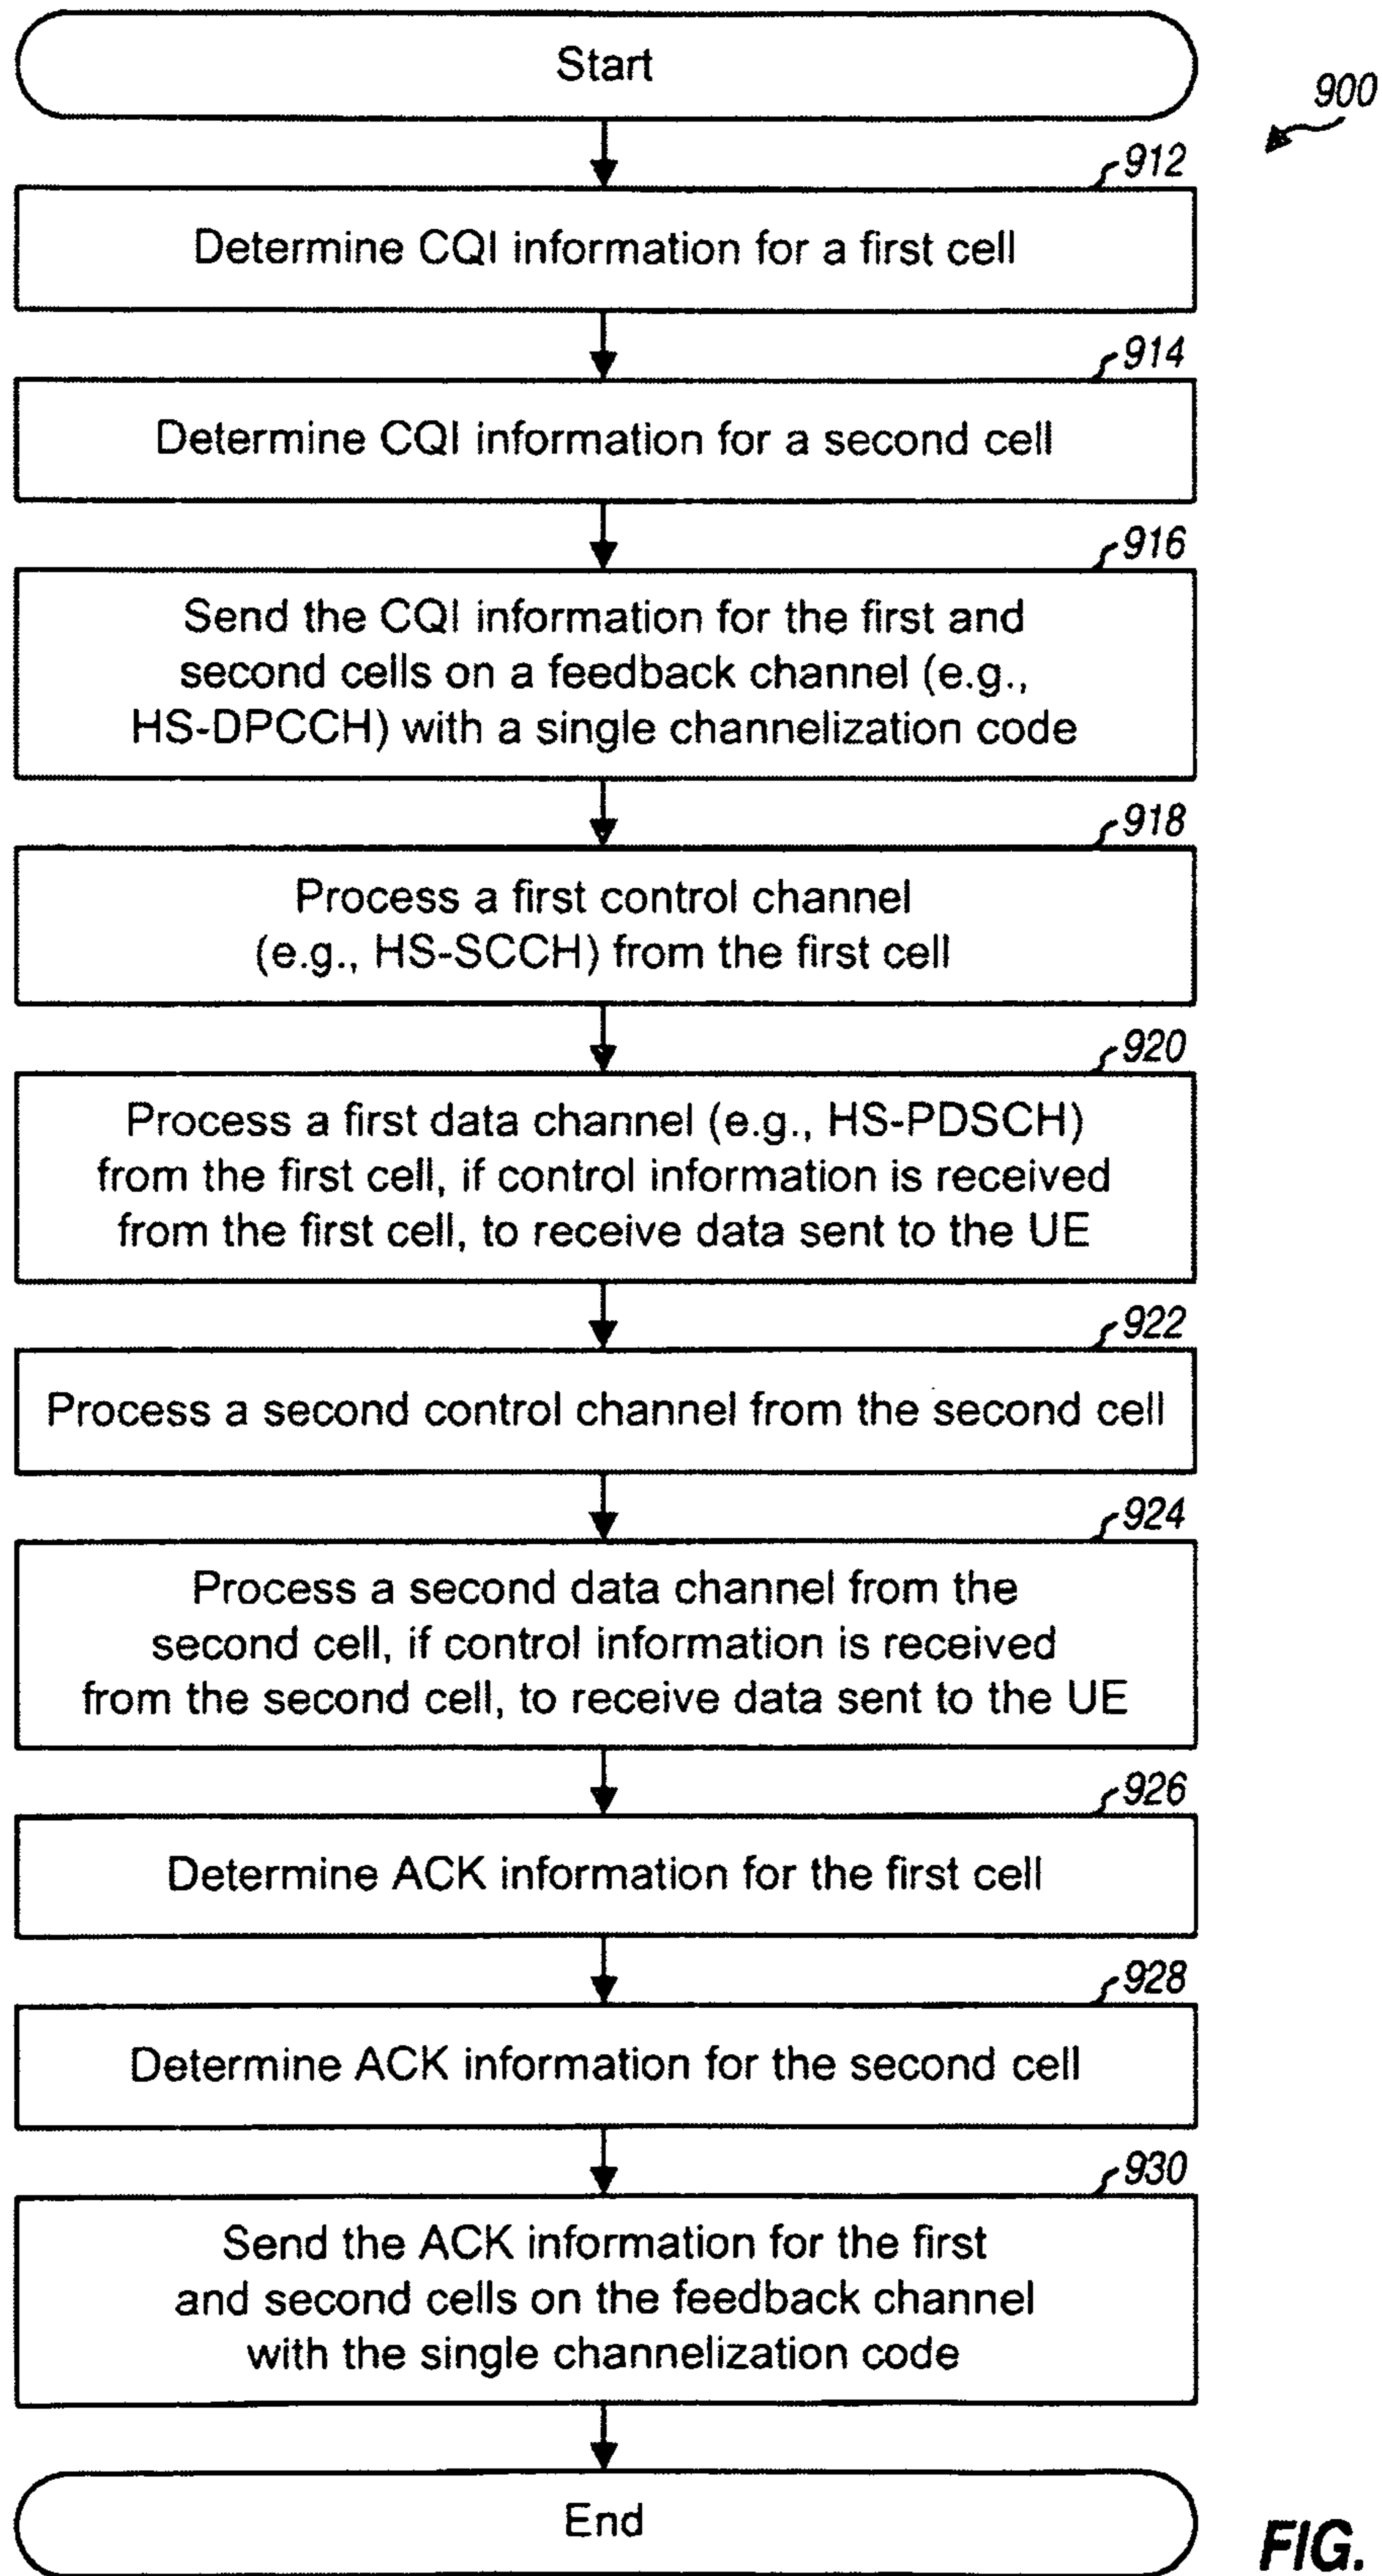 Start
900
912
Determine CQI information for a first cell
914
Determine CQI information for a second cell
916
Send the CQI information for the first and
second cells on a feedback channel (e.g.,
HS-DPCCH) with a single channelization code
918
Process a first control channel
(e.g., HS-SCCH) from the first cell
920
Process a first data channel (e.g., HS-PDSCH)
from the first cell, if control information is received
from the first cell, to receive data sent to the UE
922
Process a second control channel from the second cell
924
Process a second data channel from the
second cell, if control information is received
from the second cell, to receive data sent to the UE
926
Determine ACK information for the first cell
928
Determine ACK information for the second cell
930
Send the ACK information for the first
and second cells on the feedback channel
with the single channelization code
End
FIG.